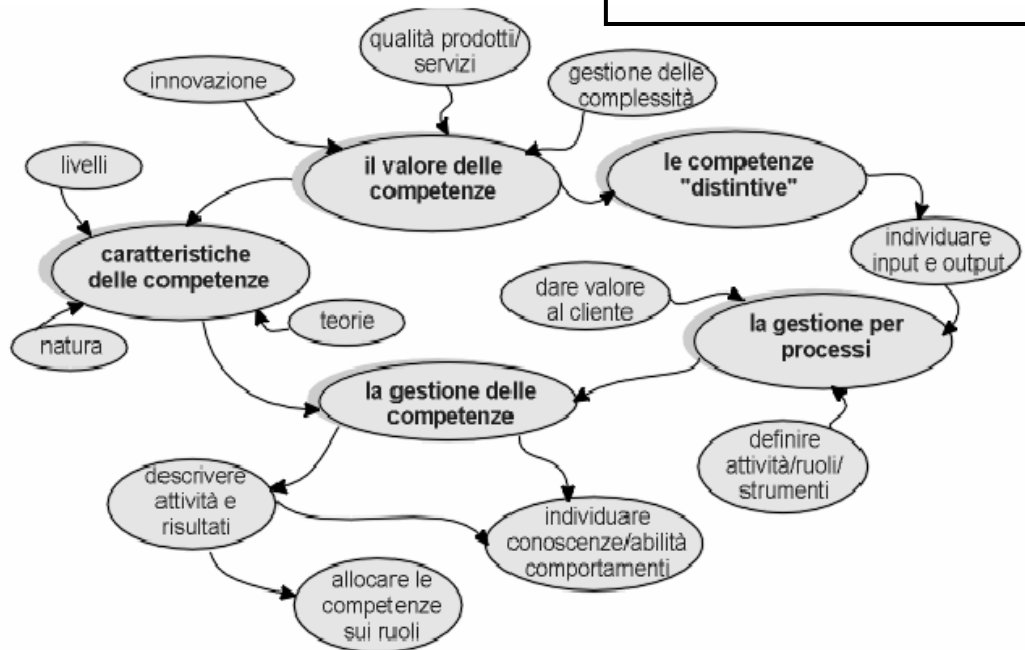 qualità prodotti/
servizi
innovazione
gestione delle
complessità
livelli
il valore delle
competenze
le competenze
"distintive"
caratteristiche
delle competenze
individuare
input e output
dare valore
al cliente
teorie
natura
la gestione per
processi
la gestione delle
competenze
definire
attività/ruoli/
strumenti
descrivere
attività e
risultati
individuare
conoscenze/abilità
comportamenti
allocare le
competenze
sui ruoli